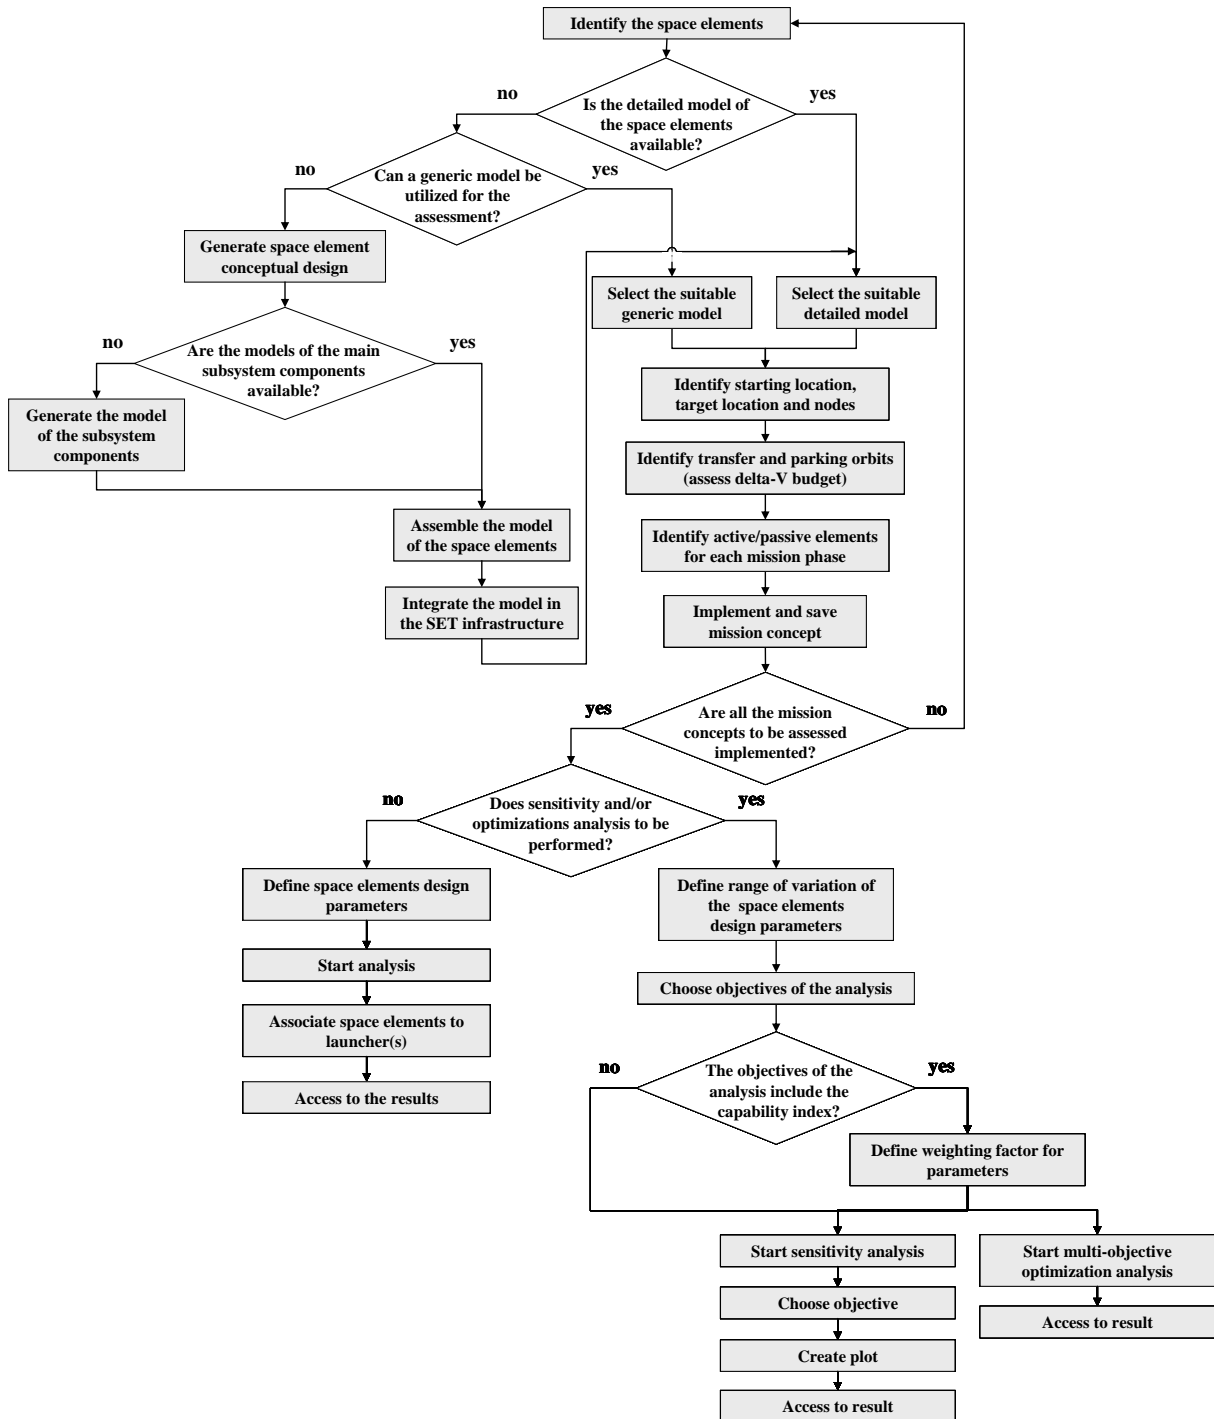 Identify the space elements
no
yes
Is the detailed model of
the space elements
available?
no
yes
Can a generic model be
utilized for the
assessment?
Generate space element
conceptual design
Select the suitable
generic model
Select the suitable
detailed model
no
yes
Are the models of the main
subsystem components
available?
Identify starting location,
target location and nodes
Generate the model
of the subsystem
components
Identify transfer and parking orbits
(assess delta-V budget)
Assemble the model
of the space elements
Identify active/passive elements
for each mission phase
Integrate the model in
the SET infrastructure
Implement and save
mission concept
yes
no
Are all the mission
concepts to be assessed
implemented?
no
yes
Does sensitivity and/or
optimizations analysis to be
performed?
Define space elements design
parameters
Define range of variation of
the space elements
design parameters
Start analysis
Choose objectives of the analysis
Associate space elements to
launcher(s)
no
yes
The objectives of the
analysis include the
capability index?
Access to the results
Define weighting factor for
parameters
Start sensitivity analysis
Start multi-objective
optimization analysis
Choose objective
Access to result
Create plot
Access to result